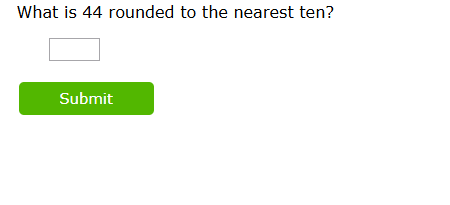 What is 44 rounded to the nearest ten?
Submit